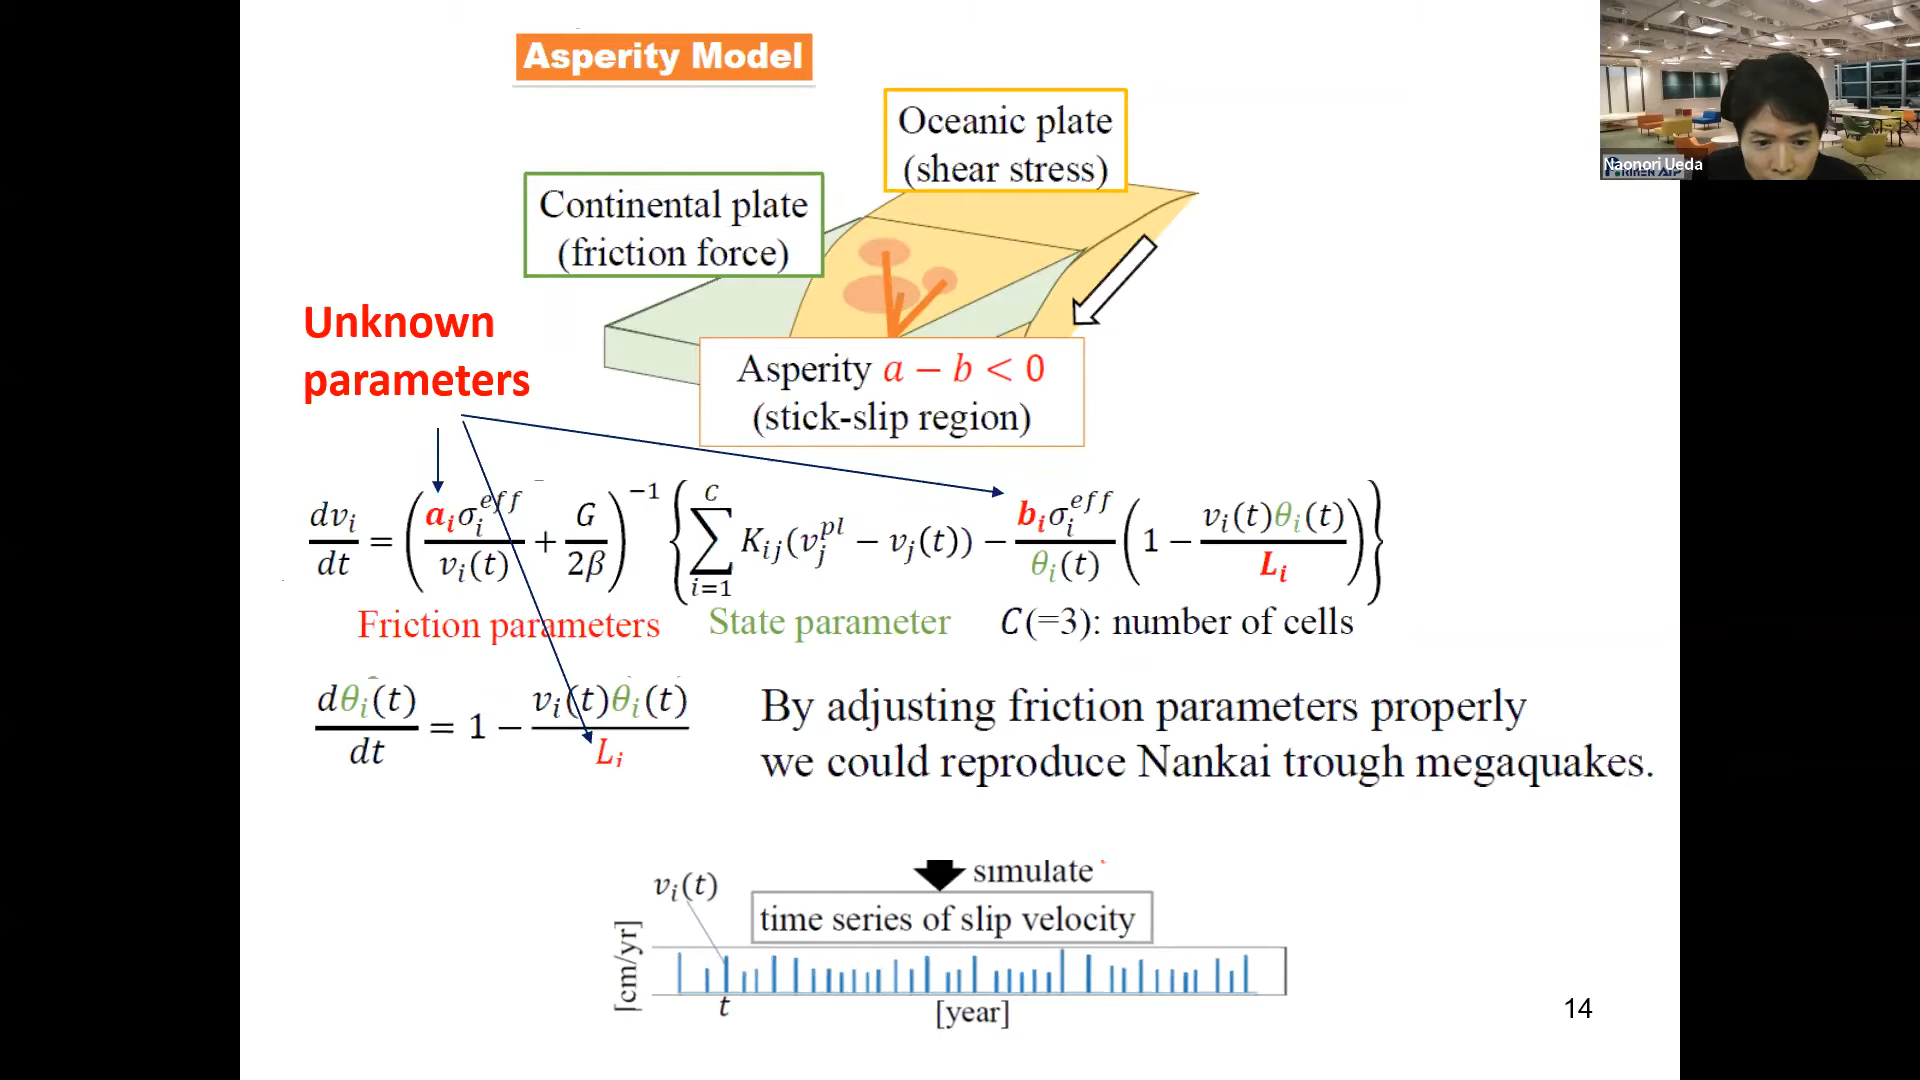 Asperity Model
Oceanic plate
(shear stress)
Continental plate
(friction force)
Unknown
parameters
Asperity a − b < 0
(stick-slip region)
dv_i/dt = (a_i σ_i^eff / v_i(t) + G/2β)^−1 { ∑_{i=1}^{C} K_ij(v_j^pl − v_j(t)) − b_i σ_i^eff / θ_i(t) (1 − v_i(t)θ_i(t) / L_i) }
Friction parameters State parameter C(=3): number of cells
dθ_i(t)/dt = 1 − v_i(t)θ_i(t) / L_i
By adjusting friction parameters properly
we could reproduce Nankai trough megaquakes.
simulate
v_i(t)
time series of slip velocity
[cm/yr]
t
[year]
14
Naonori Ueda